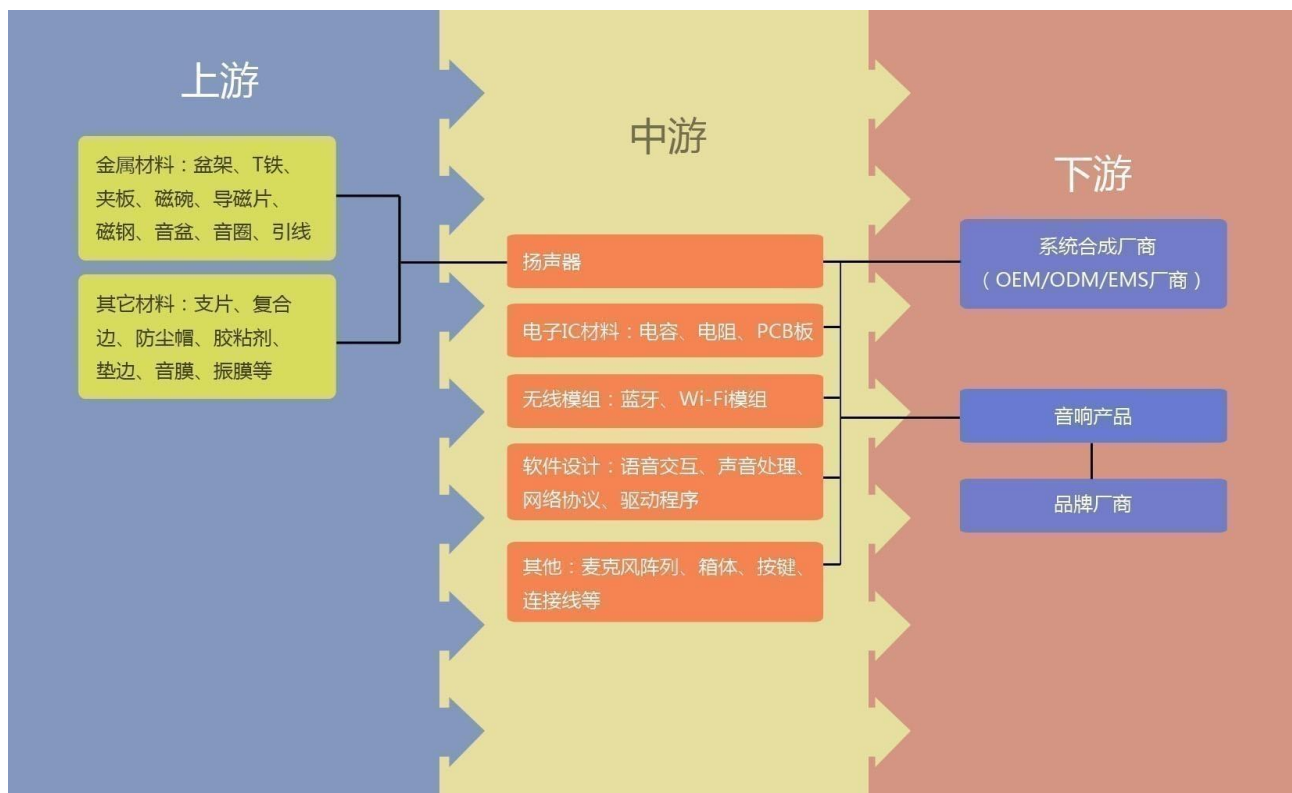 上游
金属材料：盆架、T铁、
夹板、磁碗、导磁片、
磁钢、音盆、音圈、引线
其它材料：支片、复合
边、防尘帽、胶粘剂、
垫边、音膜、振膜等
中游
扬声器
电子IC材料：电容、电阻、PCB板
无线模组：蓝牙、Wi-Fi模组
软件设计：语音交互、声音处理、
网络协议、驱动程序
其他：麦克风阵列、箱体、按键、
连接线等
下游
系统合成厂商
（OEM/ODM/EMS厂商）
音响产品
品牌厂商